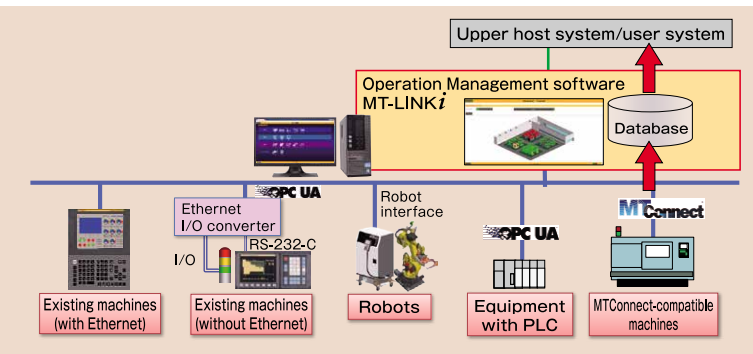 Upper host system/user system
Operation Management software
MT-LINKi
Database
OPC UA
Ethernet
I/O converter
I/O
RS-232-C
Robot
interface
OPC UA
MTConnect
Existing machines
(with Ethernet)
Existing machines
(without Ethernet)
Robots
Equipment
with PLC
MTConnect-compatible
machines